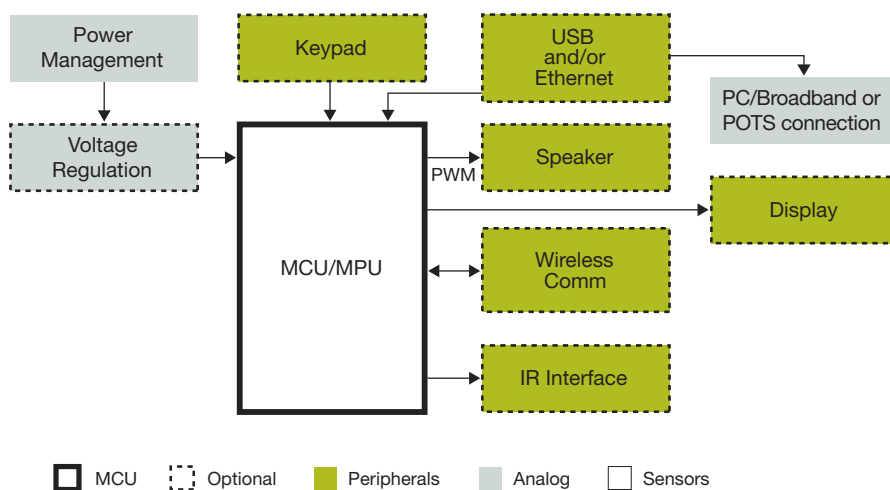 Power
Management
Keypad
USB
and/or
Ethernet
PC/Broadband or
POTS connection
Voltage
Regulation
Speaker
PWM
Display
MCU/MPU
Wireless
Comm
IR Interface
MCU
Optional
Peripherals
Analog
Sensors